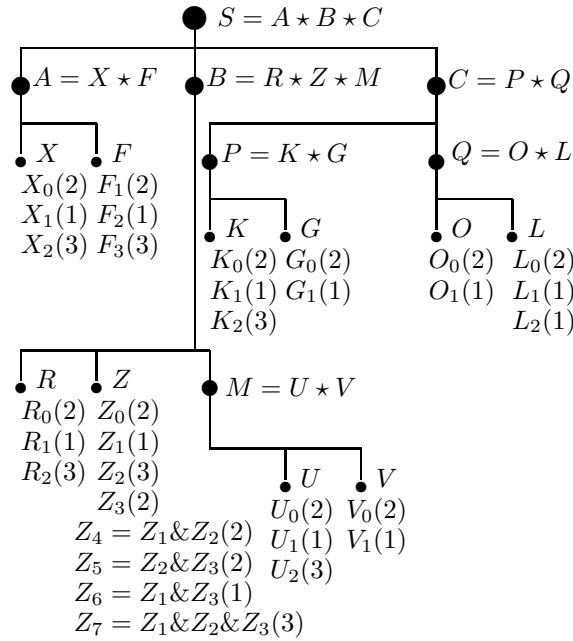 S = A ⋆ B ⋆ C
A = X ⋆ F B = R ⋆ Z ⋆ M C = P ⋆ Q
X F P = K ⋆ G Q = O ⋆ L
X₀(2) F₁(2)
X₁(1) F₂(1)
X₂(3) F₃(3)
K G O L
K₀(2) G₀(2) O₀(2) L₀(2)
K₁(1) G₁(1) O₁(1) L₁(1)
K₂(3) L₂(1)
R Z M = U ⋆ V
R₀(2) Z₀(2)
R₁(1) Z₁(1)
R₂(3) Z₂(3)
Z₃(2)
Z₄ = Z₁&Z₂(2)
Z₅ = Z₂&Z₃(2)
Z₆ = Z₁&Z₃(1)
Z₇ = Z₁&Z₂&Z₃(3)
U V
U₀(2) V₀(2)
U₁(1) V₁(1)
U₂(3)